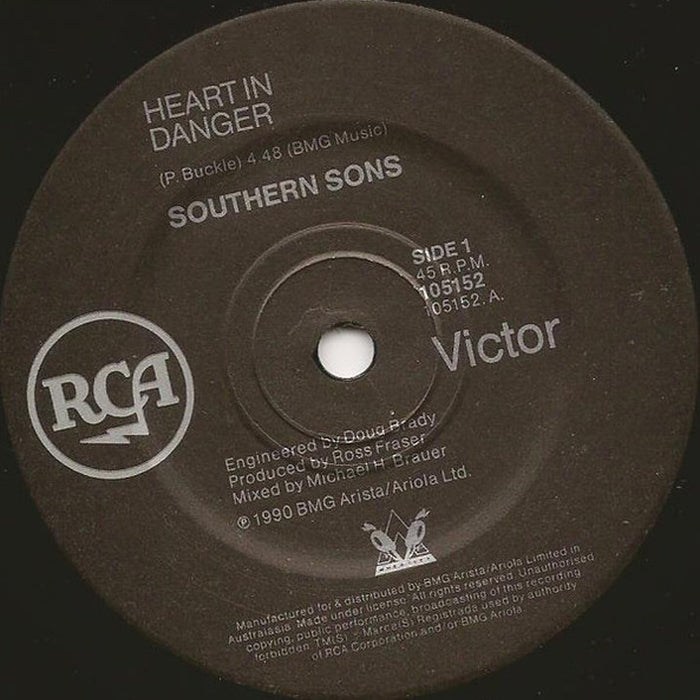 HEART IN
DANGER
(P. Buckle) 4.48 (BMG Music)
SOUTHERN SONS
SIDE 1
45 R.P.M.
105152
105152. A.
Victor
RCA
Engineered by Doug Brady
Produced by Ross Fraser
Mixed by Michael H. Brauer
℗ 1990 BMG Arista/Ariola Ltd.
Manufactured for & distributed by BMG Arista/Ariola Limited in
Australasia. Made under license. All rights reserved. Unauthorised
copying, public performance, broadcasting of this recording
forbidden. TM(S) - Marca(S) Registrada used by authority
of RCA Corporation and/or BMG Ariola.